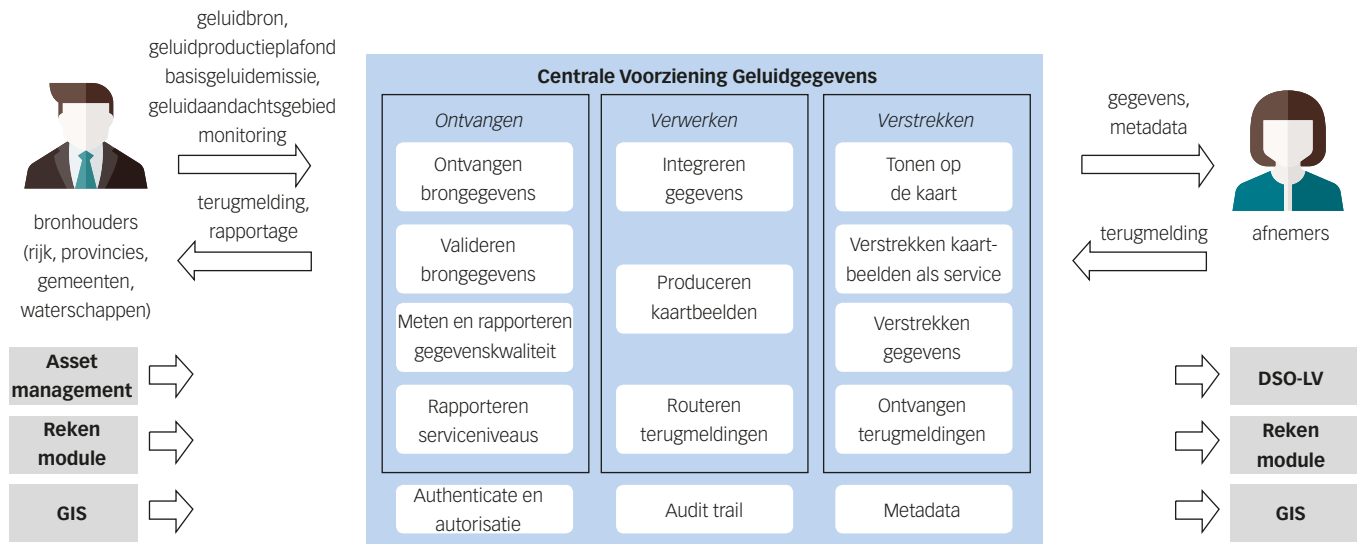 geluidbron,
geluidproductieplafond
basisgeluidemissie,
geluidaandachtsgebied
monitoring
terugmelding,
rapportage
bronhouders
(rijk, provincies,
gemeenten,
waterschappen)
Asset
management
Reken
module
GIS
Centrale Voorziening Geluidgegevens
Ontvangen
Ontvangen
brongegevens
Valideren
brongegevens
Meten en rapporteren
gegevenskwaliteit
Rapporteren
serviceniveaus
Verwerken
Integreren
gegevens
Produceren
kaartbeelden
Routeren
terugmeldingen
Verstrekken
Tonen op
de kaart
Verstrekken kaart-
beelden als service
Verstrekken
gegevens
Ontvangen
terugmeldingen
Authenticate en
autorisatie
Audit trail
Metadata
gegevens,
metadata
terugmelding
afnemers
DSO-LV
Reken
module
GIS